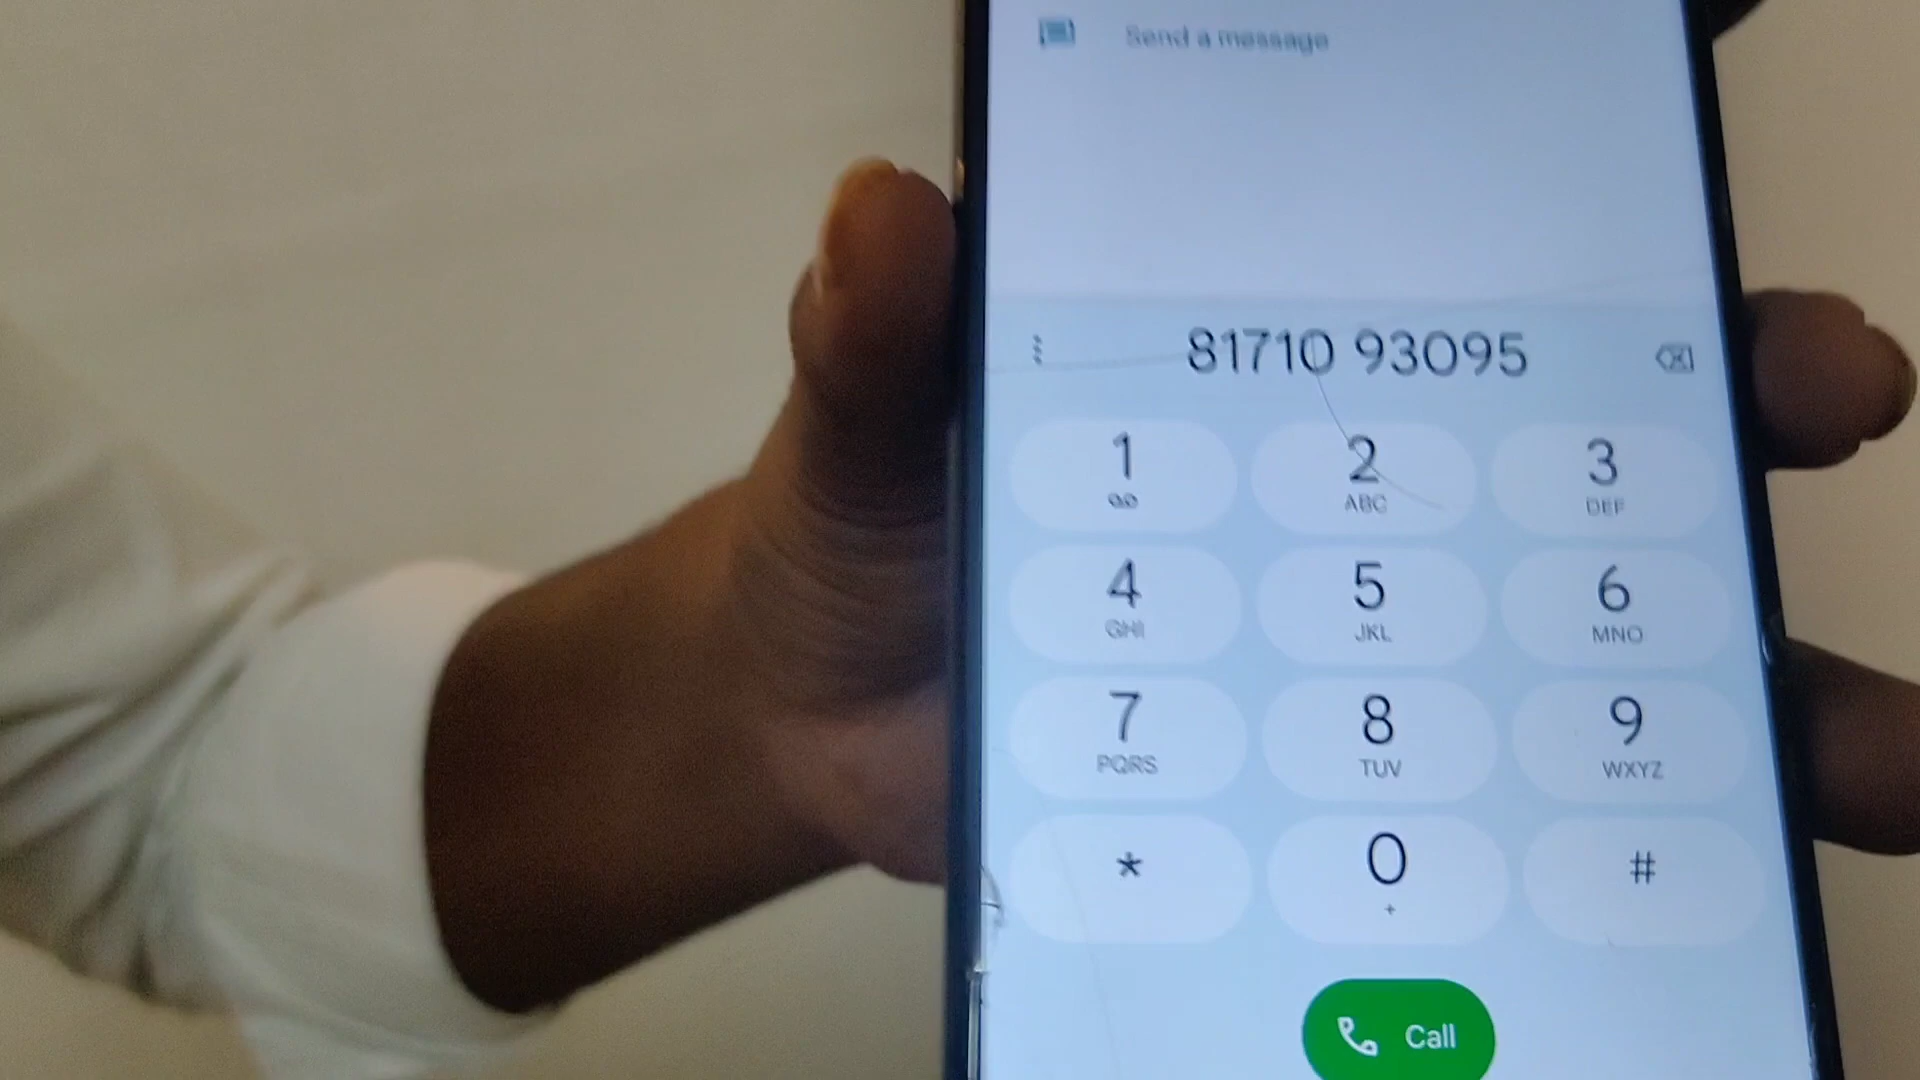 Send a message
81710 93095
1 2 3
ABC DEF
4 5 6
GHI JKL MNO
7 8 9
PQRS TUV WXYZ
* 0 #
+
Call